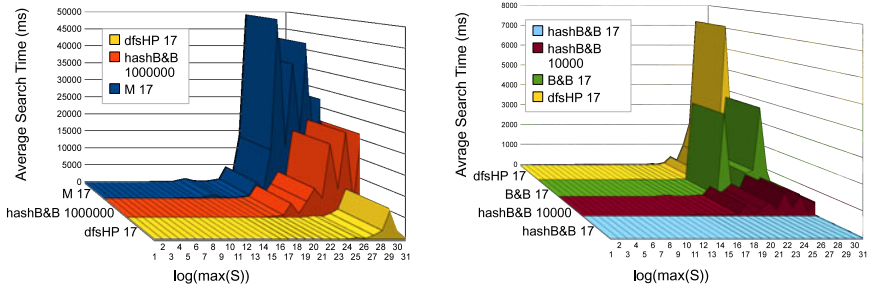 Average Search Time (ms)
50000
45000
40000
35000
30000
25000
20000
15000
10000
5000
0
dfsHP 17
hashB&B
1000000
M 17
M 17
hashB&B 1000000
dfsHP 17
2 4 6 8 10 12 14 16 18 20 22 24 26 28 30
1 3 5 7 9 11 13 15 17 19 21 23 25 27 29 31
log(max(S))
Avrage Search Time (ms)
8000
7000
6000
5000
4000
3000
2000
1000
0
hashB&B 17
hashB&B
10000
B&B 17
dfsHP 17
dfsHP 17
B&B 17
hashB&B 10000
hashB&B 17
2 4 6 8 10 12 14 16 18 20 22 24 26 28 30
1 3 5 7 9 11 13 15 17 19 21 23 25 27 29 31
log(max(S))